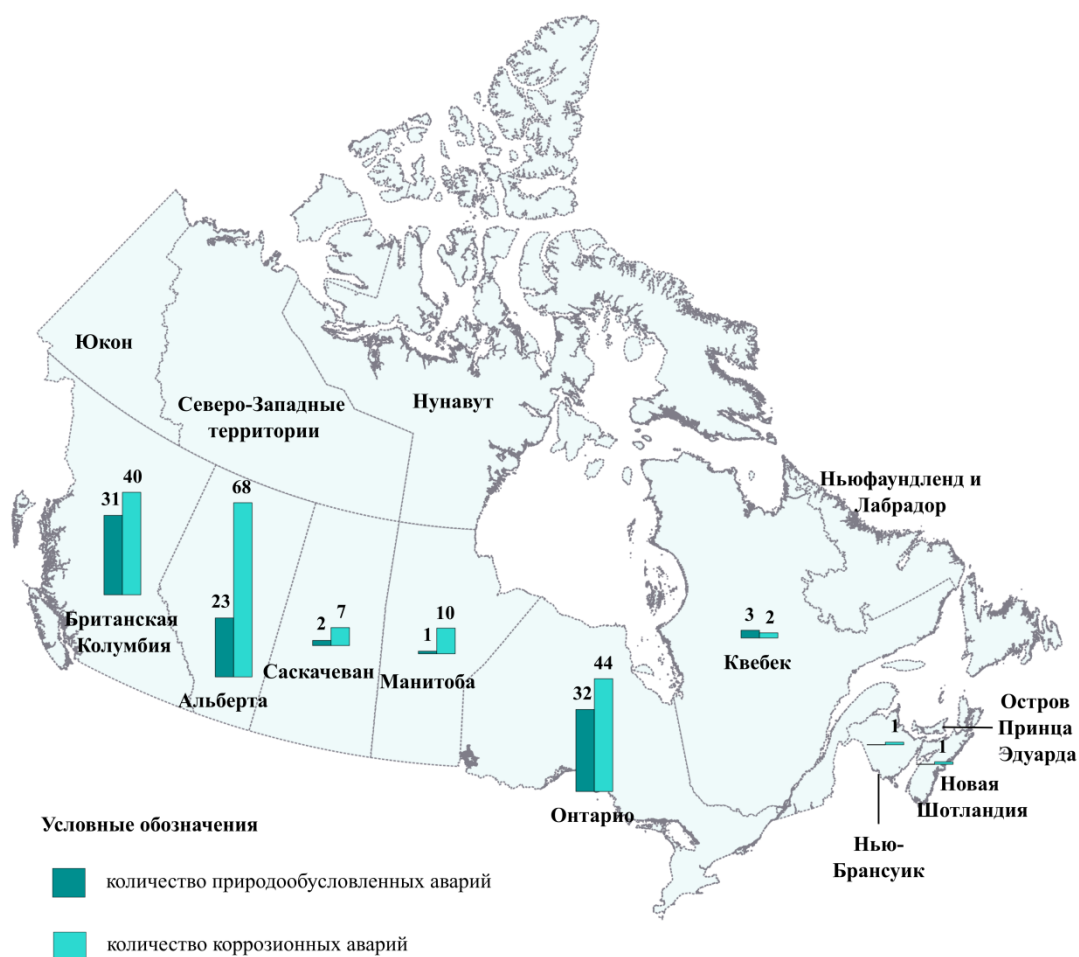 Юкон
Северо-Западные
территории
Нунавут
Ньюфаундленд и
Лабрадор
31
40
Британская
Колумбия
23
68
Альберта
2
7
Саскачеван
1
10
Манитоба
32
44
Онтарио
3
2
Квебек
1
1
Остров
Принца
Эдуарда
Новая
Шотландия
Нью-
Брансуик
Условные обозначения
количество природообусловленных аварий
количество коррозионных аварий